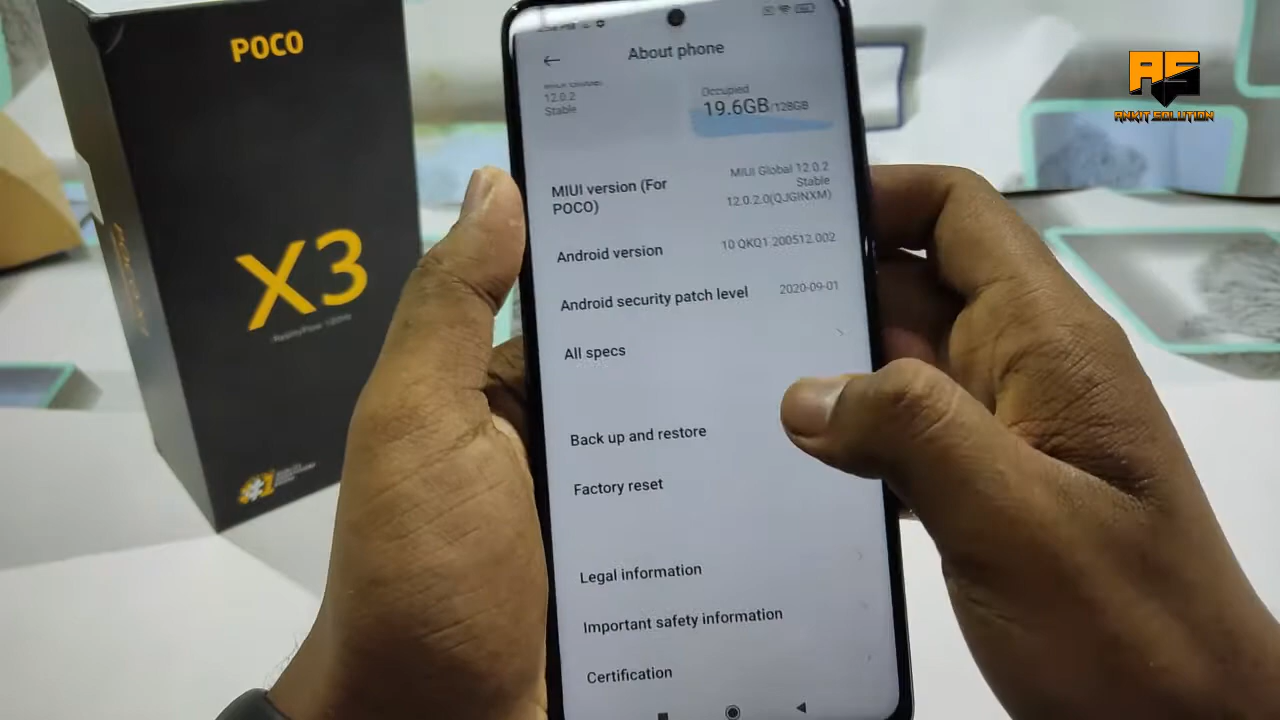 POCO
X3
#1
About phone
12.0.2
Stable
Occupied
19.6GB/128GB
MIUI version (For
POCO)
MIUI Global 12.0.2
Stable
12.0.2.0(QJGINXM)
Android version
10 QKQ1.200512.002
Android security patch level
2020-09-01
All specs
Back up and restore
Factory reset
Legal information
Important safety information
Certification
AS
ANKIT SOLUTION